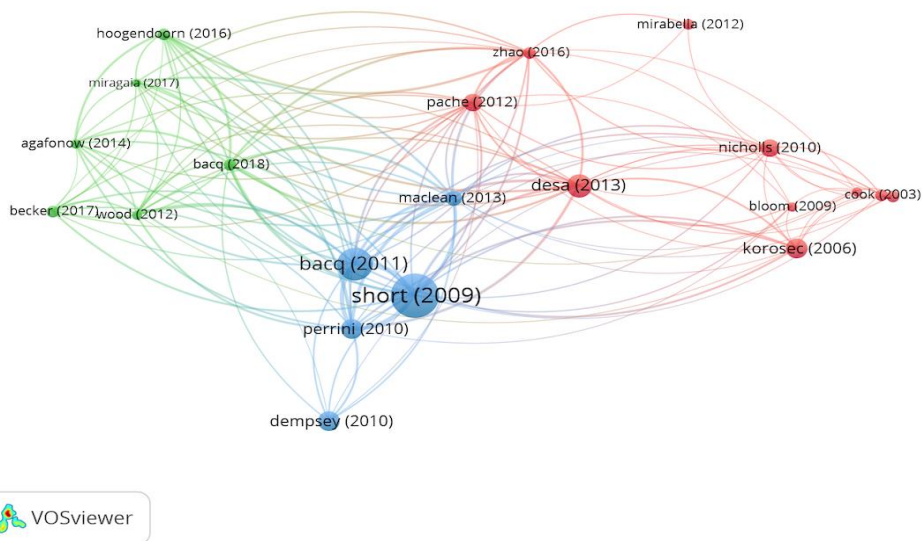 mirabella (2012)
hoogendoorn (2016)
zhao (2016)
miragaia (2017)
pache (2012)
agafonow (2014)
nicholls (2010)
bacq (2018)
desa (2013)
maclean (2013)
cook (2003)
bloom (2009)
becker (2017)
wood (2012)
korosec (2006)
bacq (2011)
short (2009)
perrini (2010)
dempsey (2010)
VOSviewer